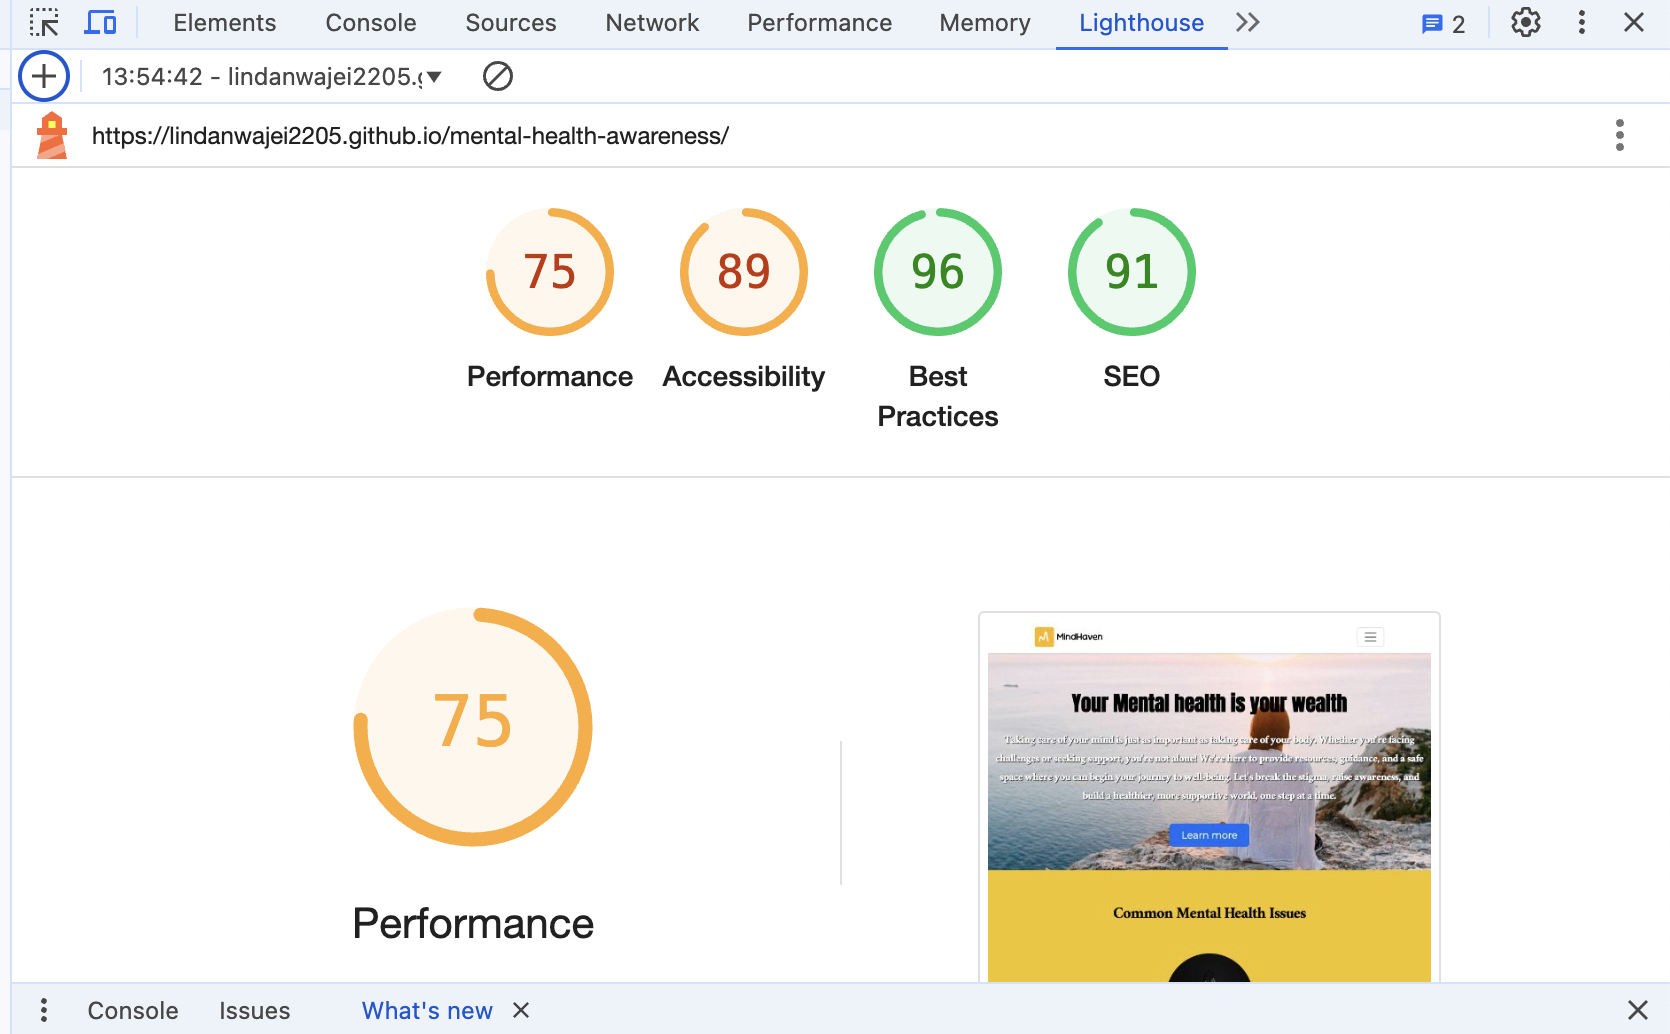 Elements Console Sources Network Performance Memory Lighthouse 2
13:54:42 - lindanwajei2205.g
https://lindanwajei2205.github.io/mental-health-awareness/
75 89 96 91
Performance Accessibility Best Practices SEO
75
Performance
MindHaven
Your Mental health is your wealth
Taking care of your mind is just as important as taking care of your body. Whether you're facing
challenges or seeking support, you're not alone! We're here to provide resources, guidance, and a safe
space where you can begin your journey to well-being. Let's break the stigma, raise awareness, and
build a healthier, more supportive world, one step at a time.
Learn more
Common Mental Health Issues
Console Issues What's new